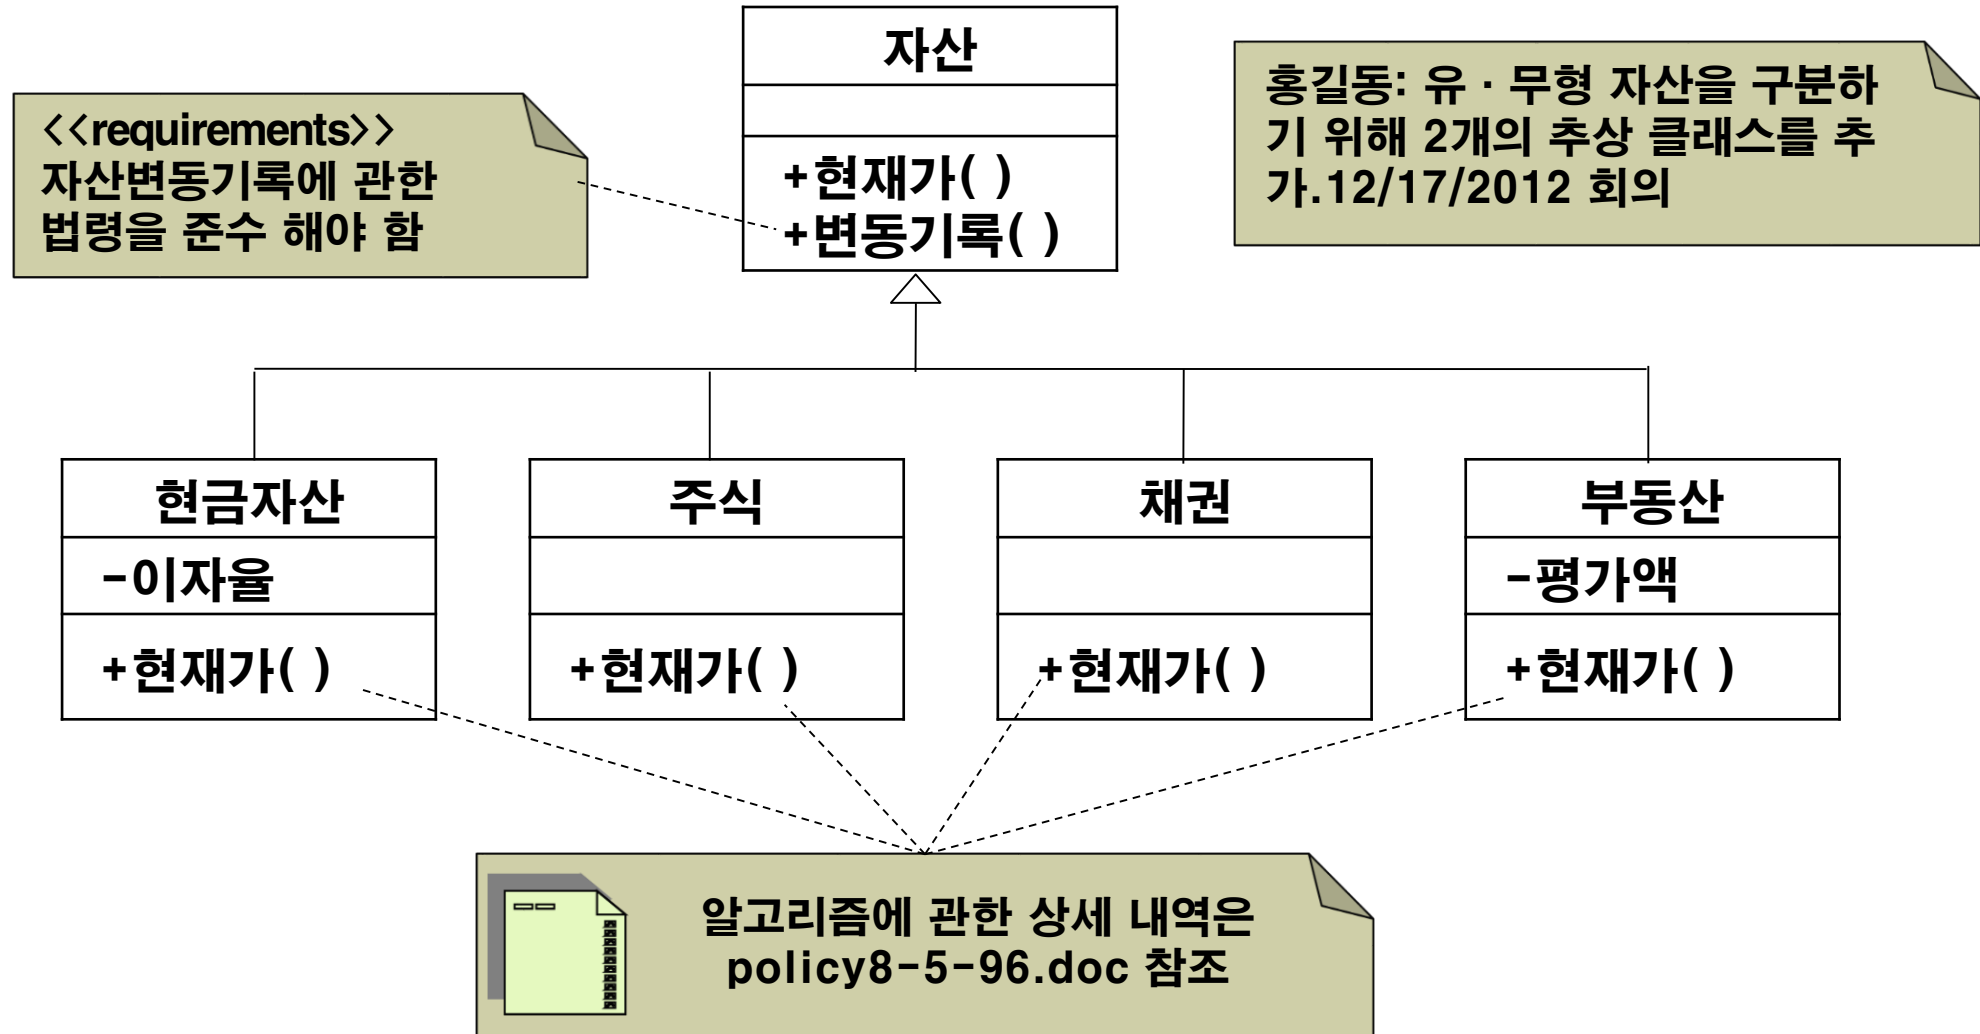 자산
+현재가( )
+변동기록( )
<<requirements>>
자산변동기록에 관한
법령을 준수 해야 함
홍길동: 유 · 무형 자산을 구분하
기 위해 2개의 추상 클래스를 추
가.12/17/2012 회의
현금자산
-이자율
+현재가( )
주식
+현재가( )
채권
+현재가( )
부동산
-평가액
+현재가( )
알고리즘에 관한 상세 내역은
policy8-5-96.doc 참조